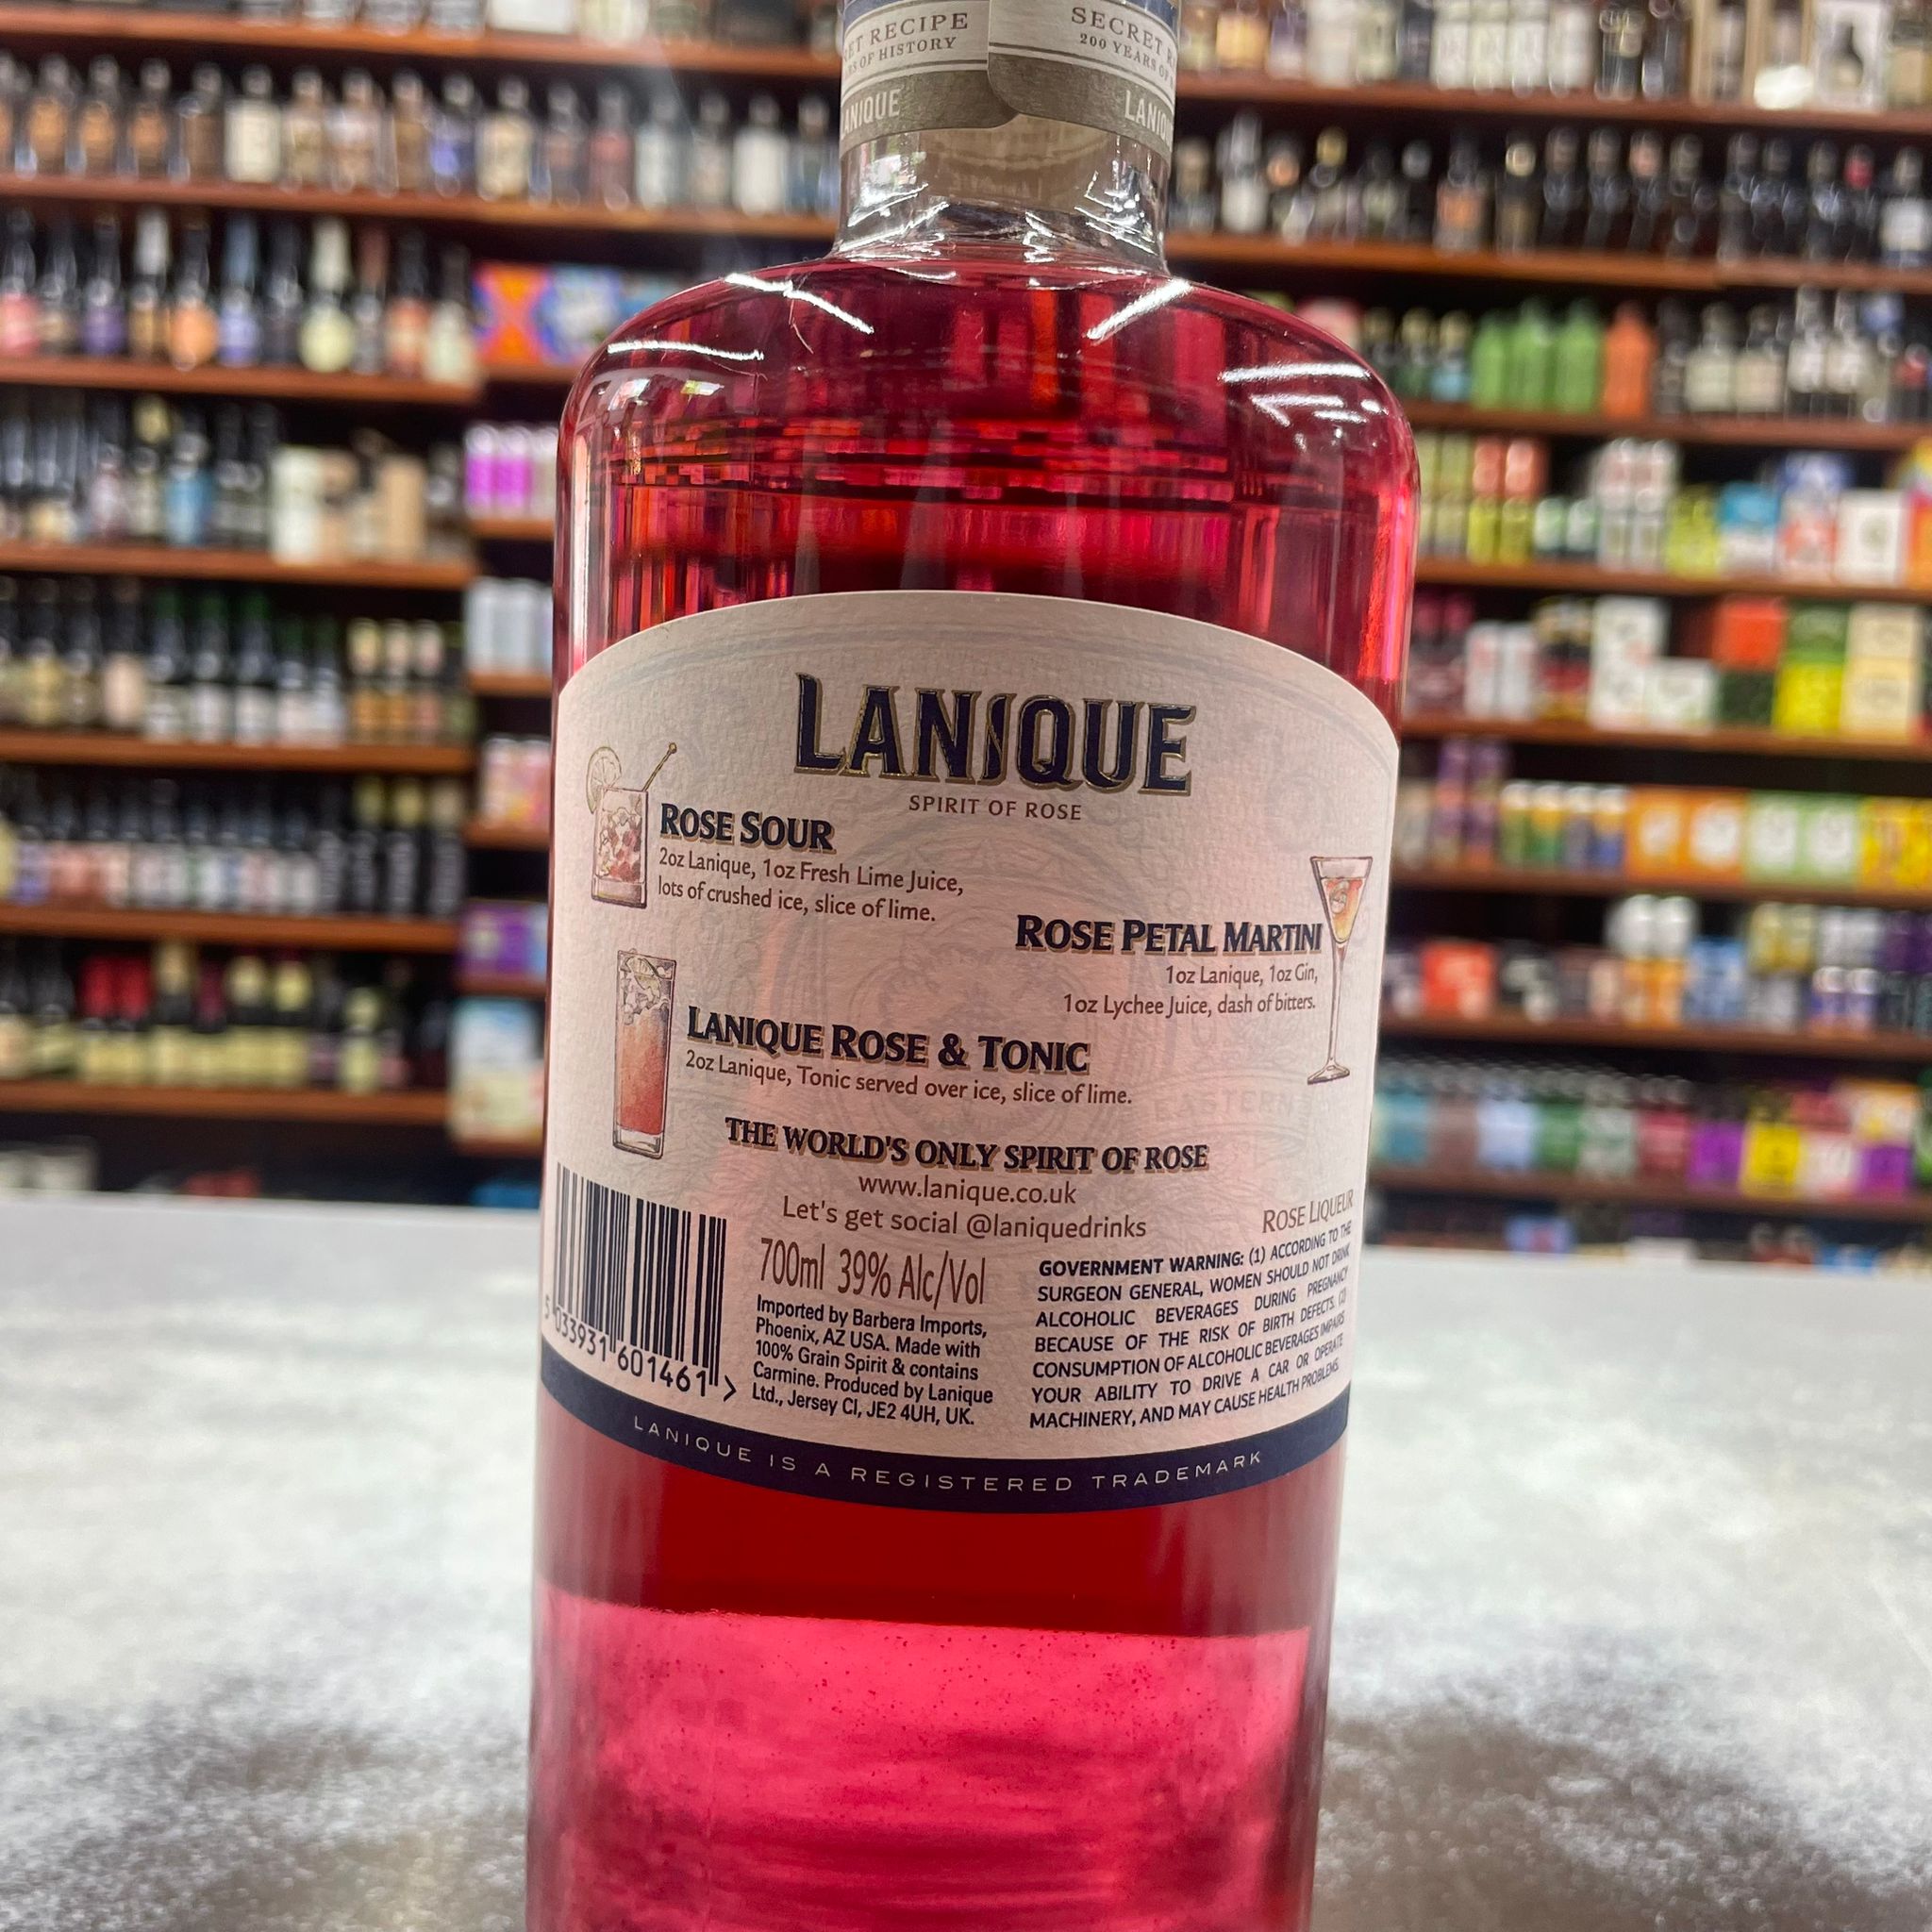 RECIPE
OF HISTORY
LANIQUE
SECRET
200 YEARS OF
LANIQUE
SPIRIT OF ROSE
ROSE SOUR
2oz Lanique, 1oz Fresh Lime Juice,
lots of crushed ice, slice of lime.
ROSE PETAL MARTINI
1oz Lanique, 1oz Gin,
1oz Lychee Juice, dash of bitters.
LANIQUE ROSE & TONIC
2oz Lanique, Tonic served over ice, slice of lime.
EASTERN
THE WORLD'S ONLY SPIRIT OF ROSE
www.lanique.co.uk
Let's get social @laniquedrinks
700ml 39% Alc/Vol
Imported by Barbera Imports,
Phoenix, AZ USA. Made with
100% Grain Spirit & contains
Carmine. Produced by Lanique
Ltd., Jersey CI, JE2 4UH, UK.
5 033931 601461 >
ROSE LIQUEUR
GOVERNMENT WARNING: (1) ACCORDING TO THE
SURGEON GENERAL, WOMEN SHOULD NOT DRINK
ALCOHOLIC BEVERAGES DURING PREGNANCY
BECAUSE OF THE RISK OF BIRTH DEFECTS. (2)
CONSUMPTION OF ALCOHOLIC BEVERAGES IMPAIRS
YOUR ABILITY TO DRIVE A CAR OR OPERATE
MACHINERY, AND MAY CAUSE HEALTH PROBLEMS.
LANIQUE IS A REGISTERED TRADEMARK